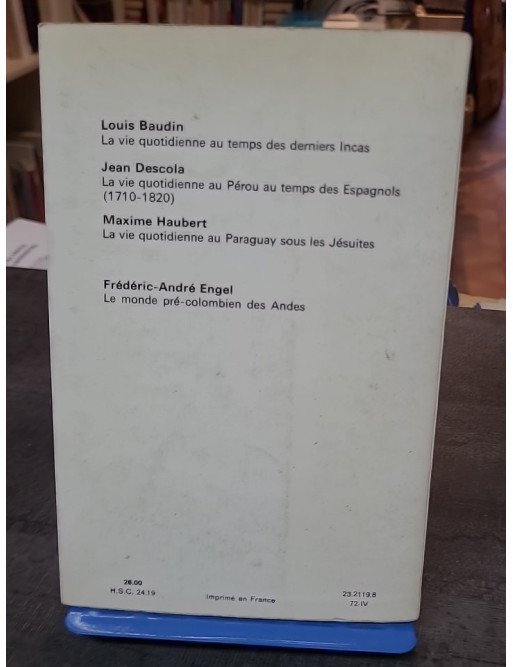 Louis Baudin
La vie quotidienne au temps des derniers Incas
Jean Descola
La vie quotidienne au Pérou au temps des Espagnols
(1710-1820)
Maxime Haubert
La vie quotidienne au Paraguay sous les Jésuites
Frédéric-André Engel
Le monde pré-colombien des Andes
26.00
H.S.C. 24.19
Imprimé en France
23.2119.8
72-IV